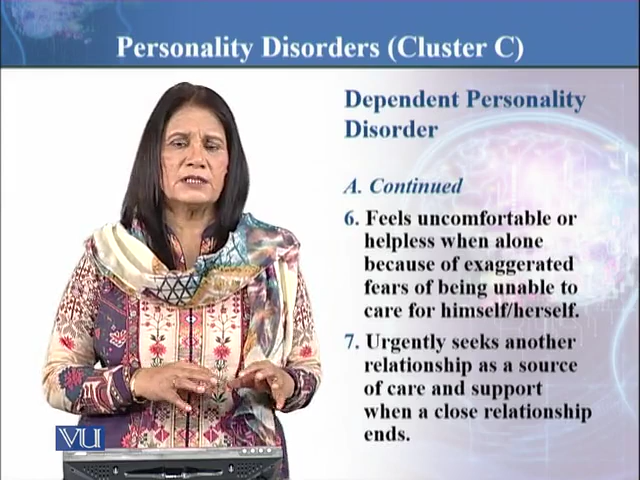 Personality Disorders (Cluster C)
Dependent Personality
Disorder
A. Continued
6. Feels uncomfortable or
helpless when alone
because of exaggerated
fears of being unable to
care for himself/herself.
7. Urgently seeks another
relationship as a source
of care and support
when a close relationship
ends.
VU